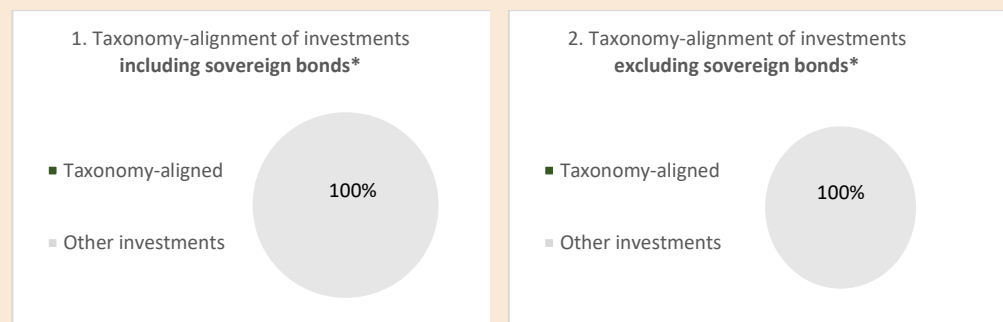 1. Taxonomy-alignment of investments
including sovereign bonds*
Taxonomy-aligned
100%
Other investments
2. Taxonomy-alignment of investments
excluding sovereign bonds*
Taxonomy-aligned
100%
Other investments